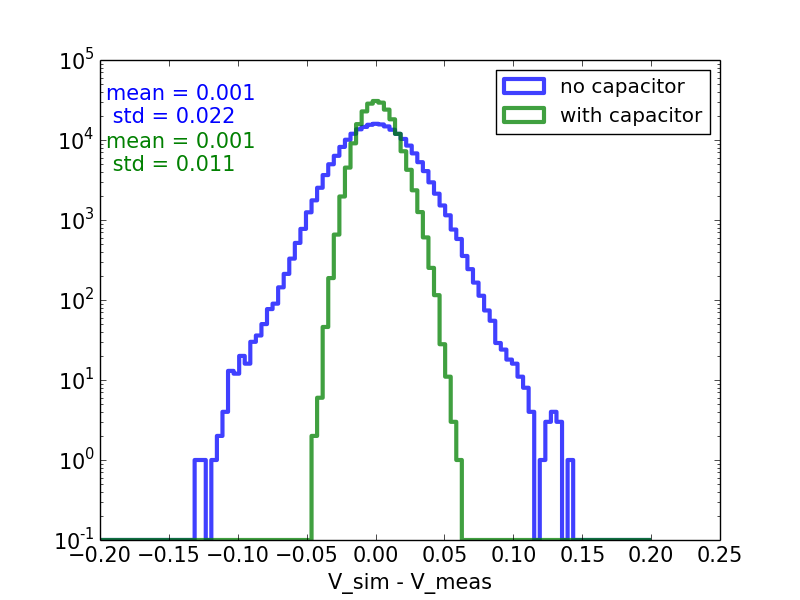 10^5
10^4
10^3
10^2
10^1
10^0
10^-1
mean = 0.001
std = 0.022
mean = 0.001
std = 0.011
no capacitor
with capacitor
−0.20 −0.15 −0.10 −0.05 0.00 0.05 0.10 0.15 0.20 0.25
V_sim - V_meas